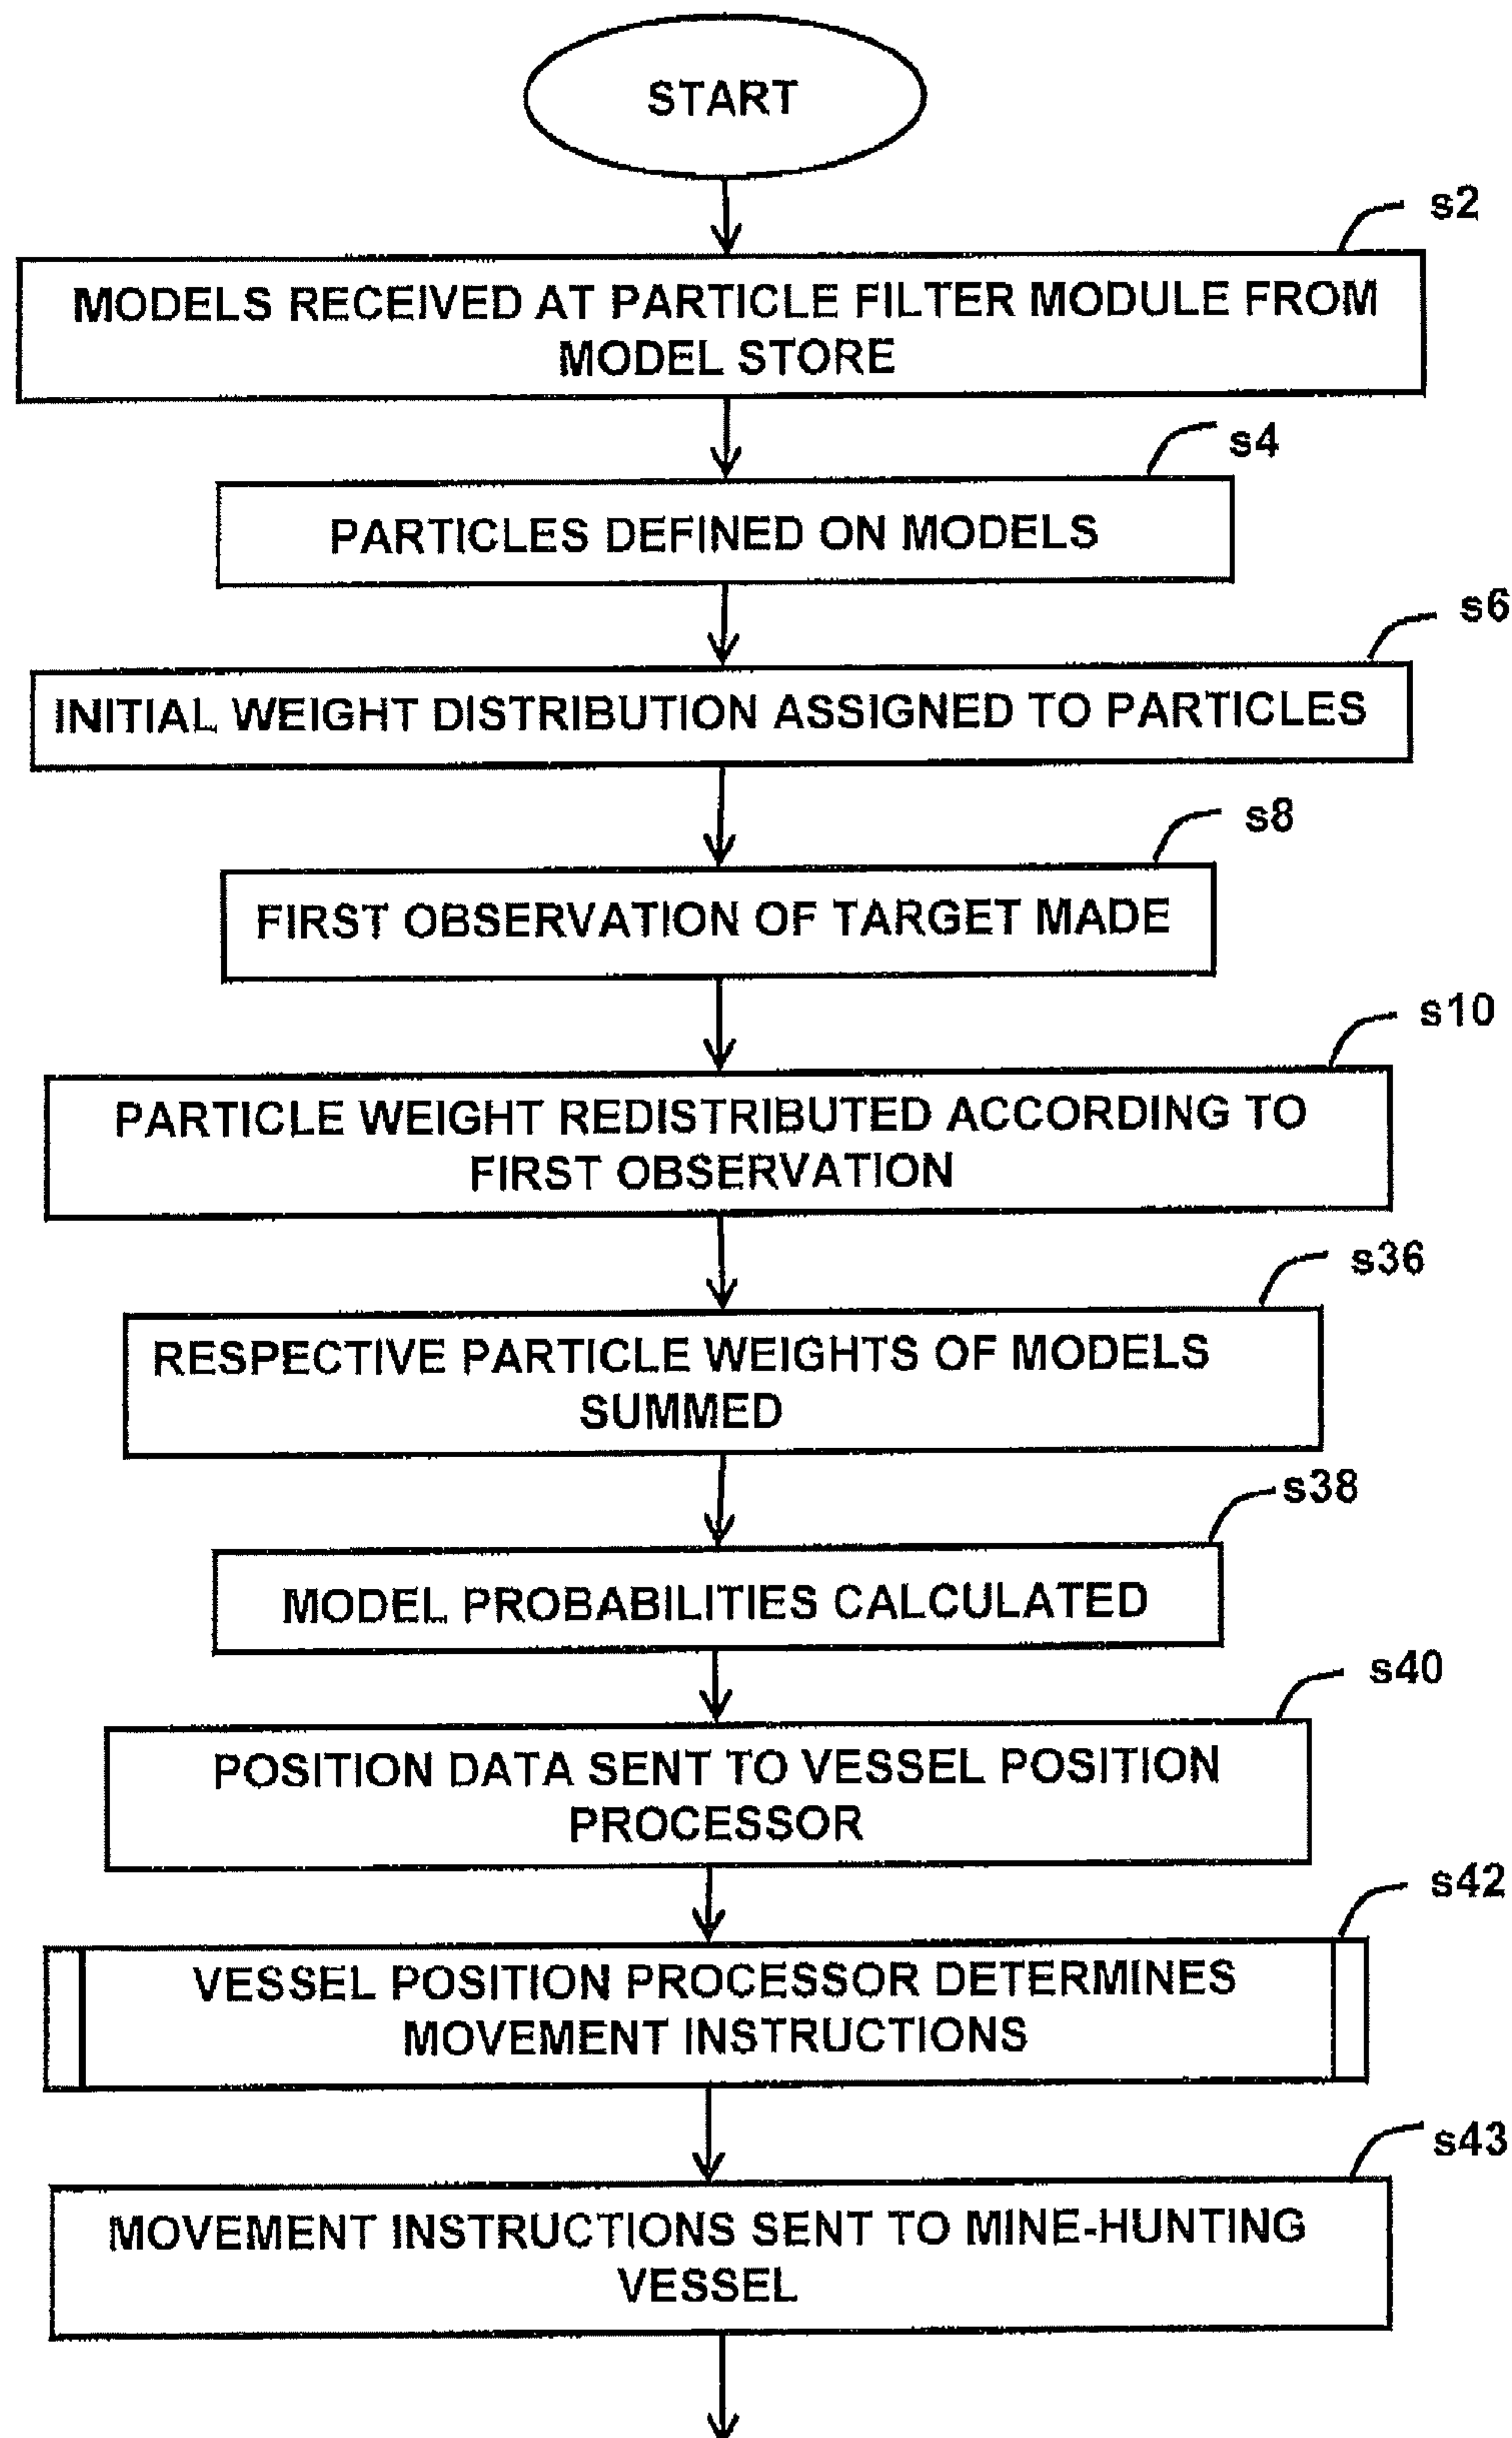 START
s2
MODELS RECEIVED AT PARTICLE FILTER MODULE FROM
MODEL STORE
s4
PARTICLES DEFINED ON MODELS
s6
INITIAL WEIGHT DISTRIBUTION ASSIGNED TO PARTICLES
s8
FIRST OBSERVATION OF TARGET MADE
s10
PARTICLE WEIGHT REDISTRIBUTED ACCORDING TO
FIRST OBSERVATION
s36
RESPECTIVE PARTICLE WEIGHTS OF MODELS
SUMMED
s38
MODEL PROBABILITIES CALCULATED
s40
POSITION DATA SENT TO VESSEL POSITION
PROCESSOR
s42
VESSEL POSITION PROCESSOR DETERMINES
MOVEMENT INSTRUCTIONS
s43
MOVEMENT INSTRUCTIONS SENT TO MINE-HUNTING
VESSEL